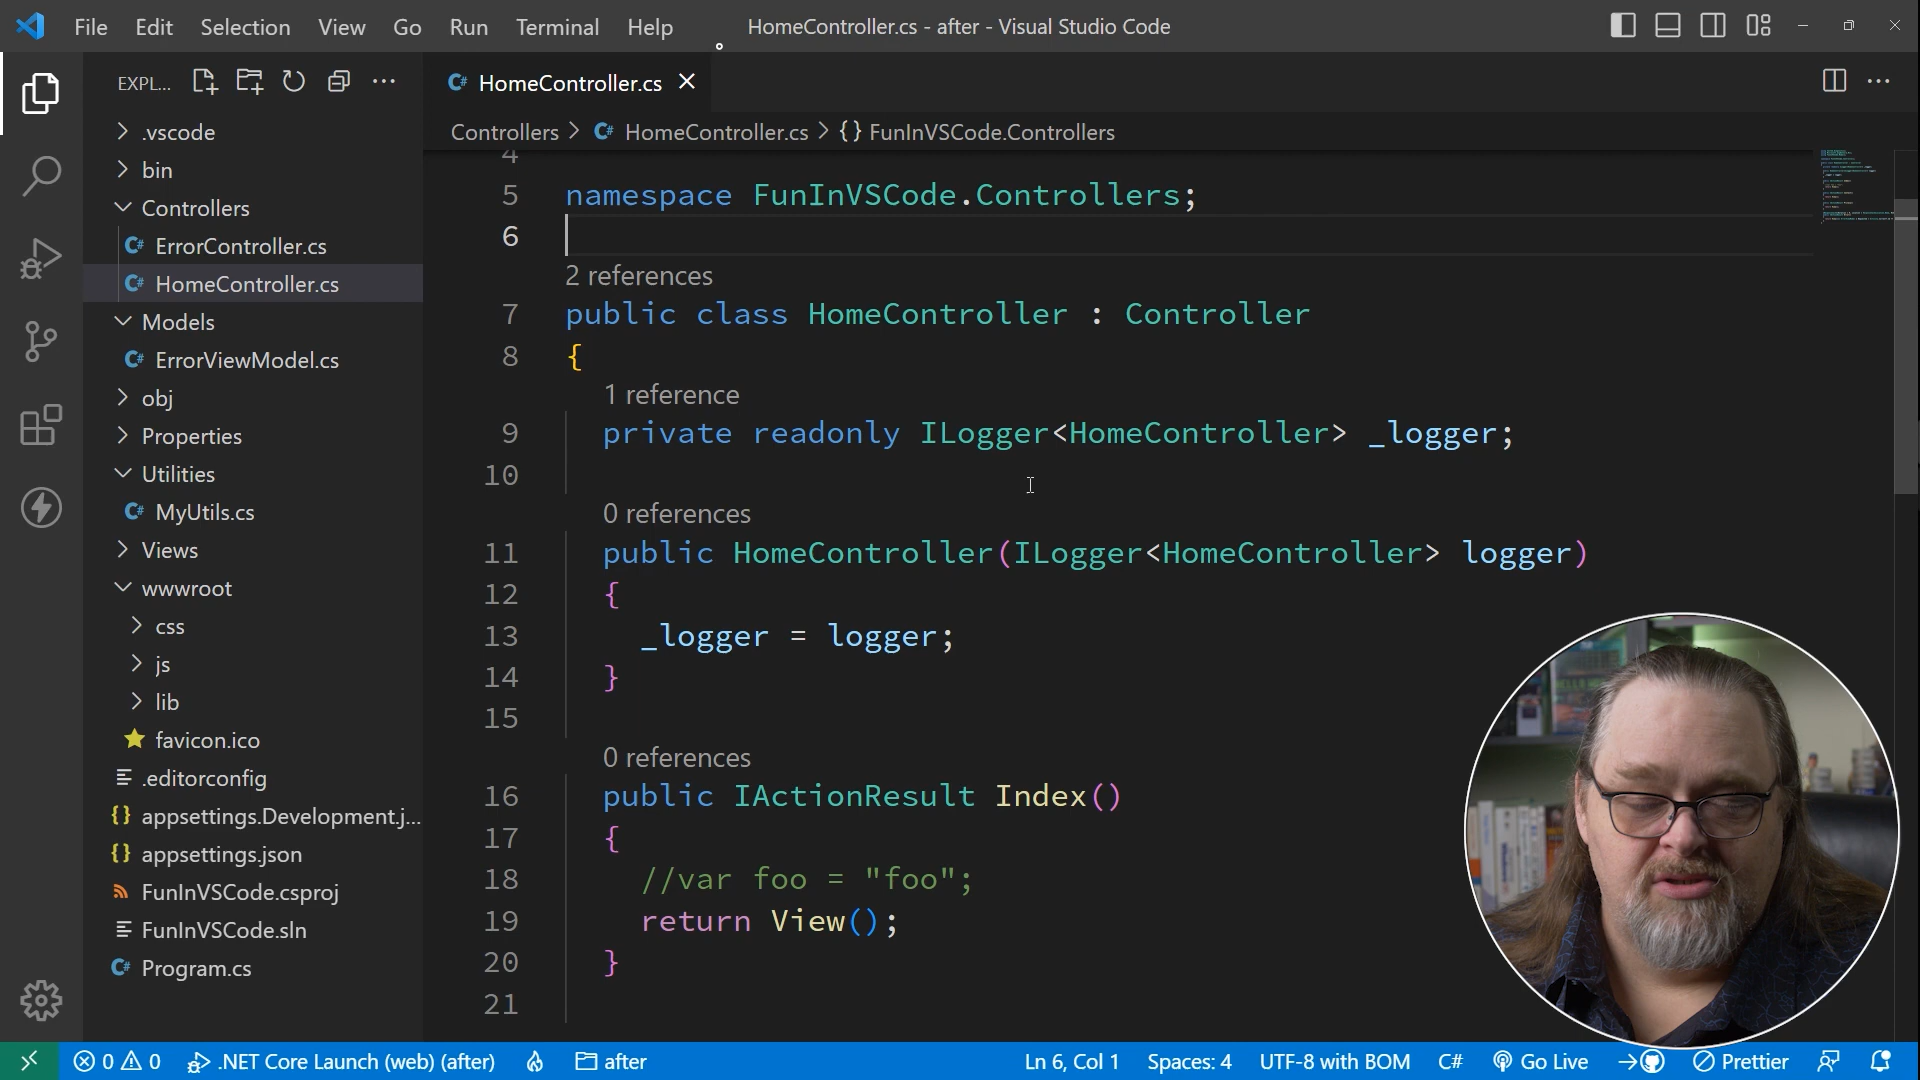 File Edit Selection View Go Run Terminal Help HomeController.cs - after - Visual Studio Code
EXPL...
.vscode
bin
Controllers
C# ErrorController.cs
C# HomeController.cs
Models
C# ErrorViewModel.cs
obj
Properties
Utilities
C# MyUtils.cs
Views
wwwroot
css
js
lib
favicon.ico
.editorconfig
{} appsettings.Development.j...
{} appsettings.json
FunInVSCode.csproj
FunInVSCode.sln
C# Program.cs
C# HomeController.cs
Controllers > C# HomeController.cs > {} FunInVSCode.Controllers
4
5 namespace FunInVSCode.Controllers;
6
2 references
7 public class HomeController : Controller
8 {
1 reference
9 private readonly ILogger<HomeController> _logger;
10
0 references
11 public HomeController(ILogger<HomeController> logger)
12 {
13 _logger = logger;
14 }
15
0 references
16 public IActionResult Index()
17 {
18 //var foo = "foo";
19 return View();
20 }
21
0 0 .NET Core Launch (web) (after) after Ln 6, Col 1 Spaces: 4 UTF-8 with BOM C# Go Live Prettier